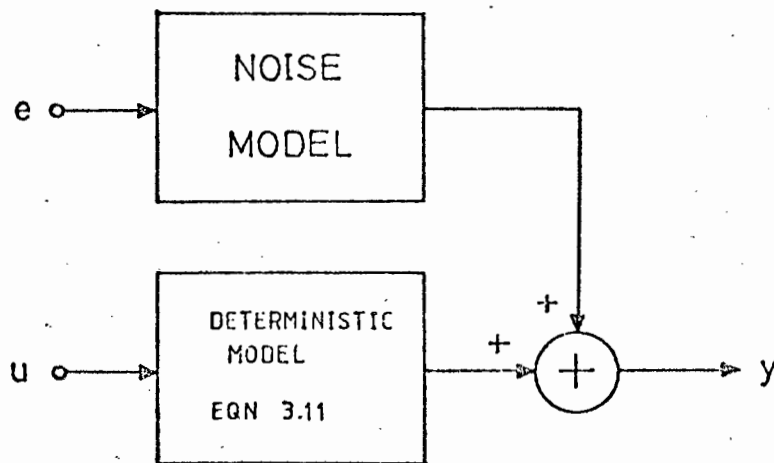 NOISE
MODEL
e
+
DETERMINISTIC
MODEL
EQN 3.11
+
u
+
y